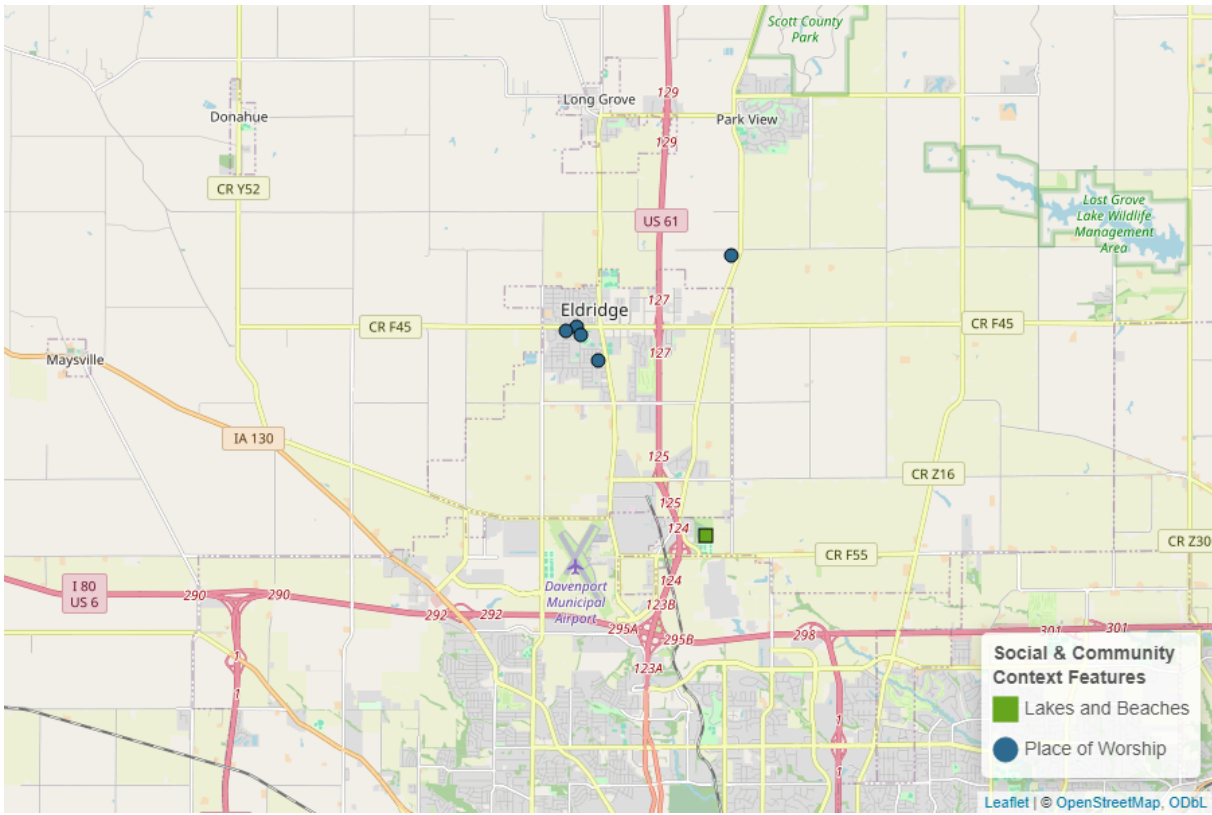 Scott County
Park
Long Grove
129
Donahue
Park View
129
CR Y52
Lost Grove
Lake Wildlife
Management
Area
US 61
127
Eldridge
CR F45
CR F45
127
Maysville
IA 130
125
CR Z16
125
124
CR Z30
CR F55
124
I 80
US 6
290
290
Davenport
Municipal
Airport
292
292
123B
295A
295B
298
301
301
123A
1
1
1
1
Social & Community
Context Features
Lakes and Beaches
Place of Worship
Leaflet | © OpenStreetMap, ODbL